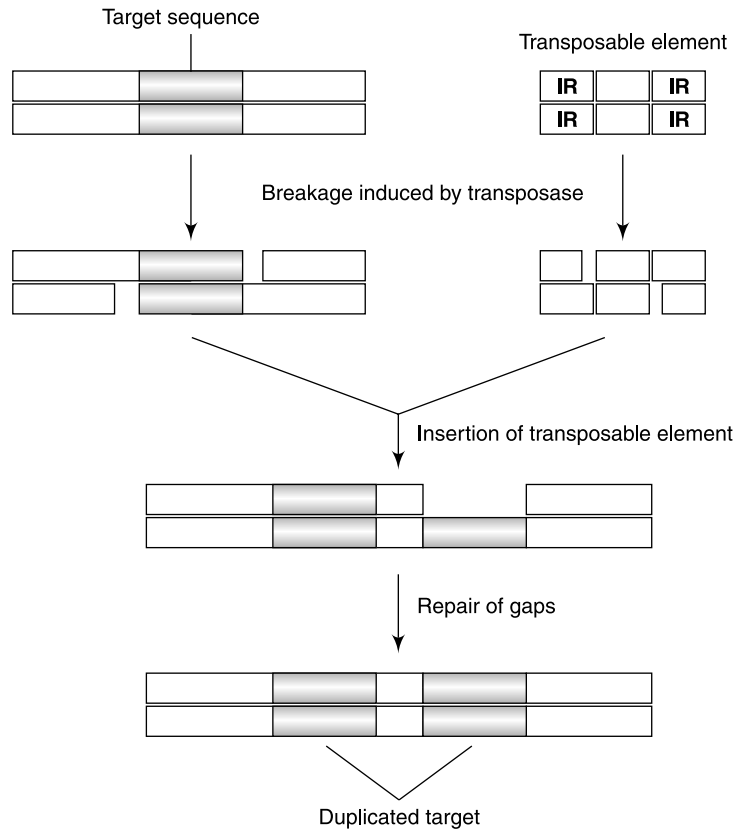 Target sequence
Transposable element
IR IR
IR IR
Breakage induced by transposase
Insertion of transposable element
Repair of gaps
Duplicated target